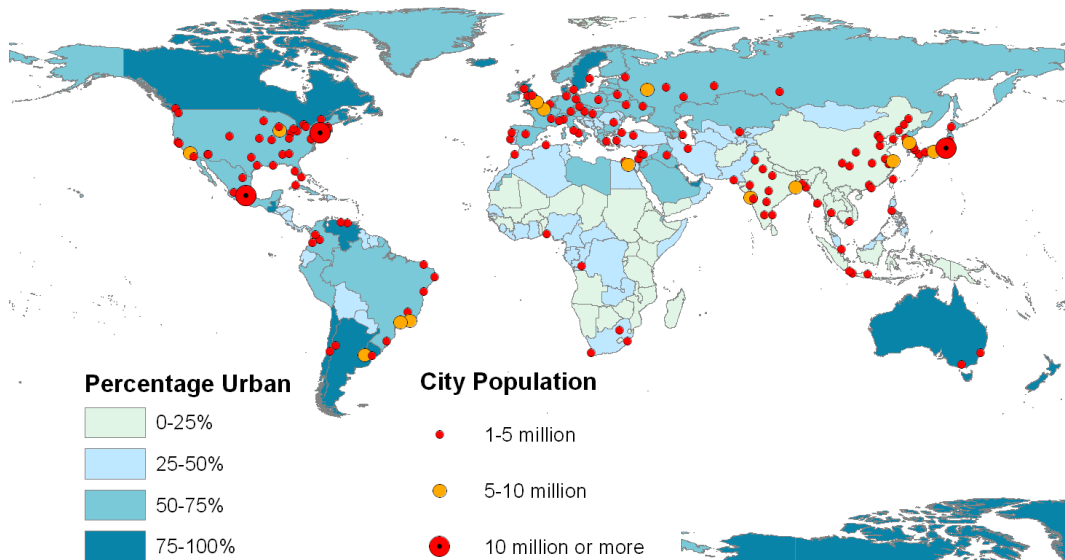 Percentage Urban
0-25%
25-50%
50-75%
75-100%
City Population
1-5 million
5-10 million
10 million or more